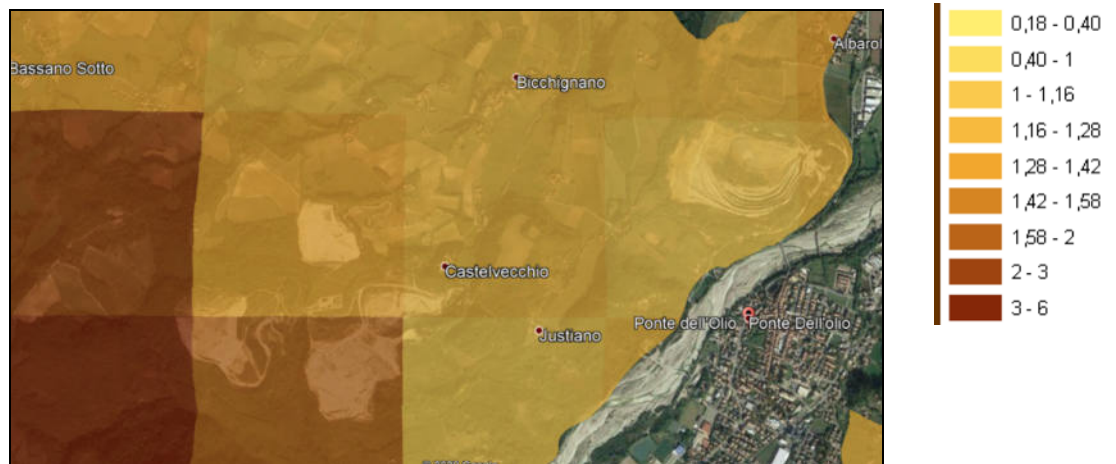 Albarol
Bassano Sotto
Bicchignano
Castelvecchio
Ponte dell'Olio Ponte Dell'olio
Justiano
0,18 - 0,40
0,40 - 1
1 - 1,16
1,16 - 1,28
1,28 - 1,42
1,42 - 1,58
1,58 - 2
2 - 3
3 - 6